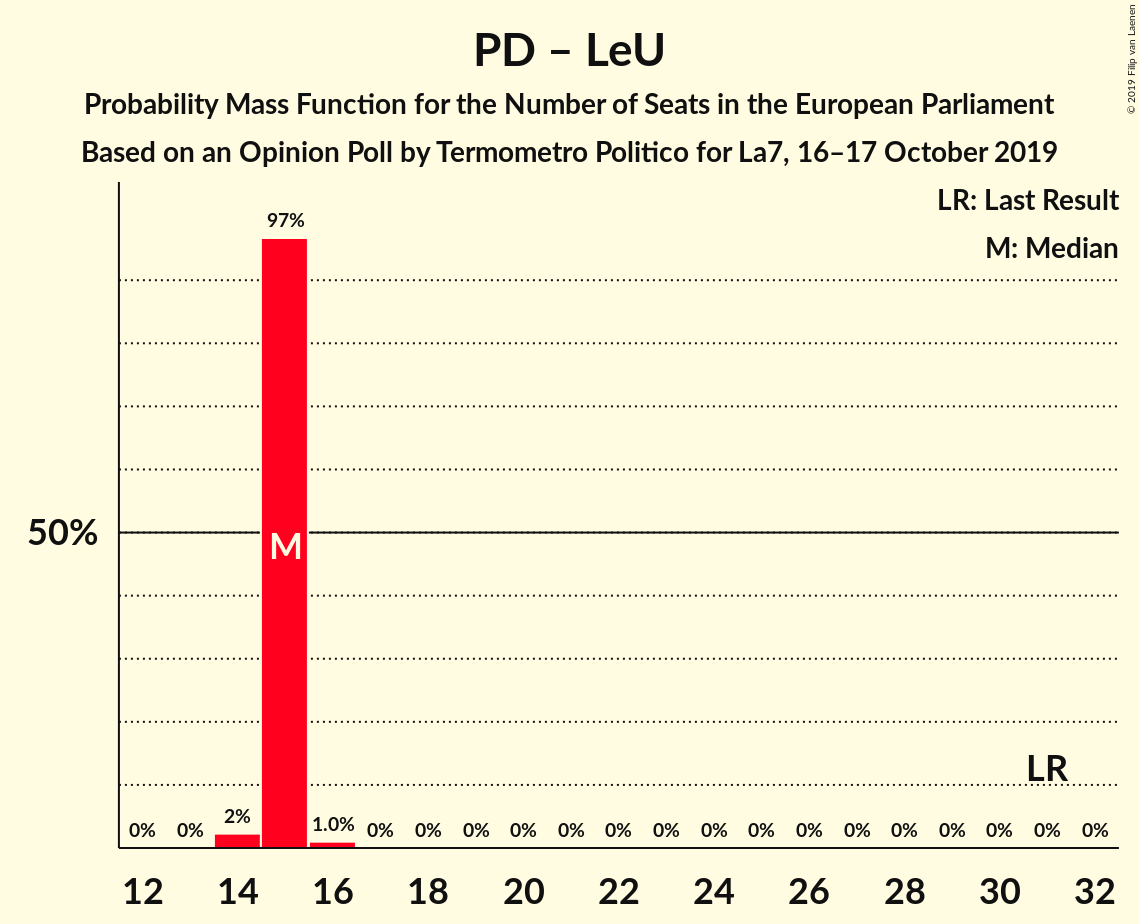 PD – LeU
Probability Mass Function for the Number of Seats in the European Parliament
Based on an Opinion Poll by Termometro Politico for La7, 16–17 October 2019
© 2019 Filip van Laenen
LR: Last Result
M: Median
97%
50%
M
LR
0% 0% 2% 1.0% 0% 0% 0% 0% 0% 0% 0% 0% 0% 0% 0% 0% 0% 0% 0% 0%
12 14 16 18 20 22 24 26 28 30 32